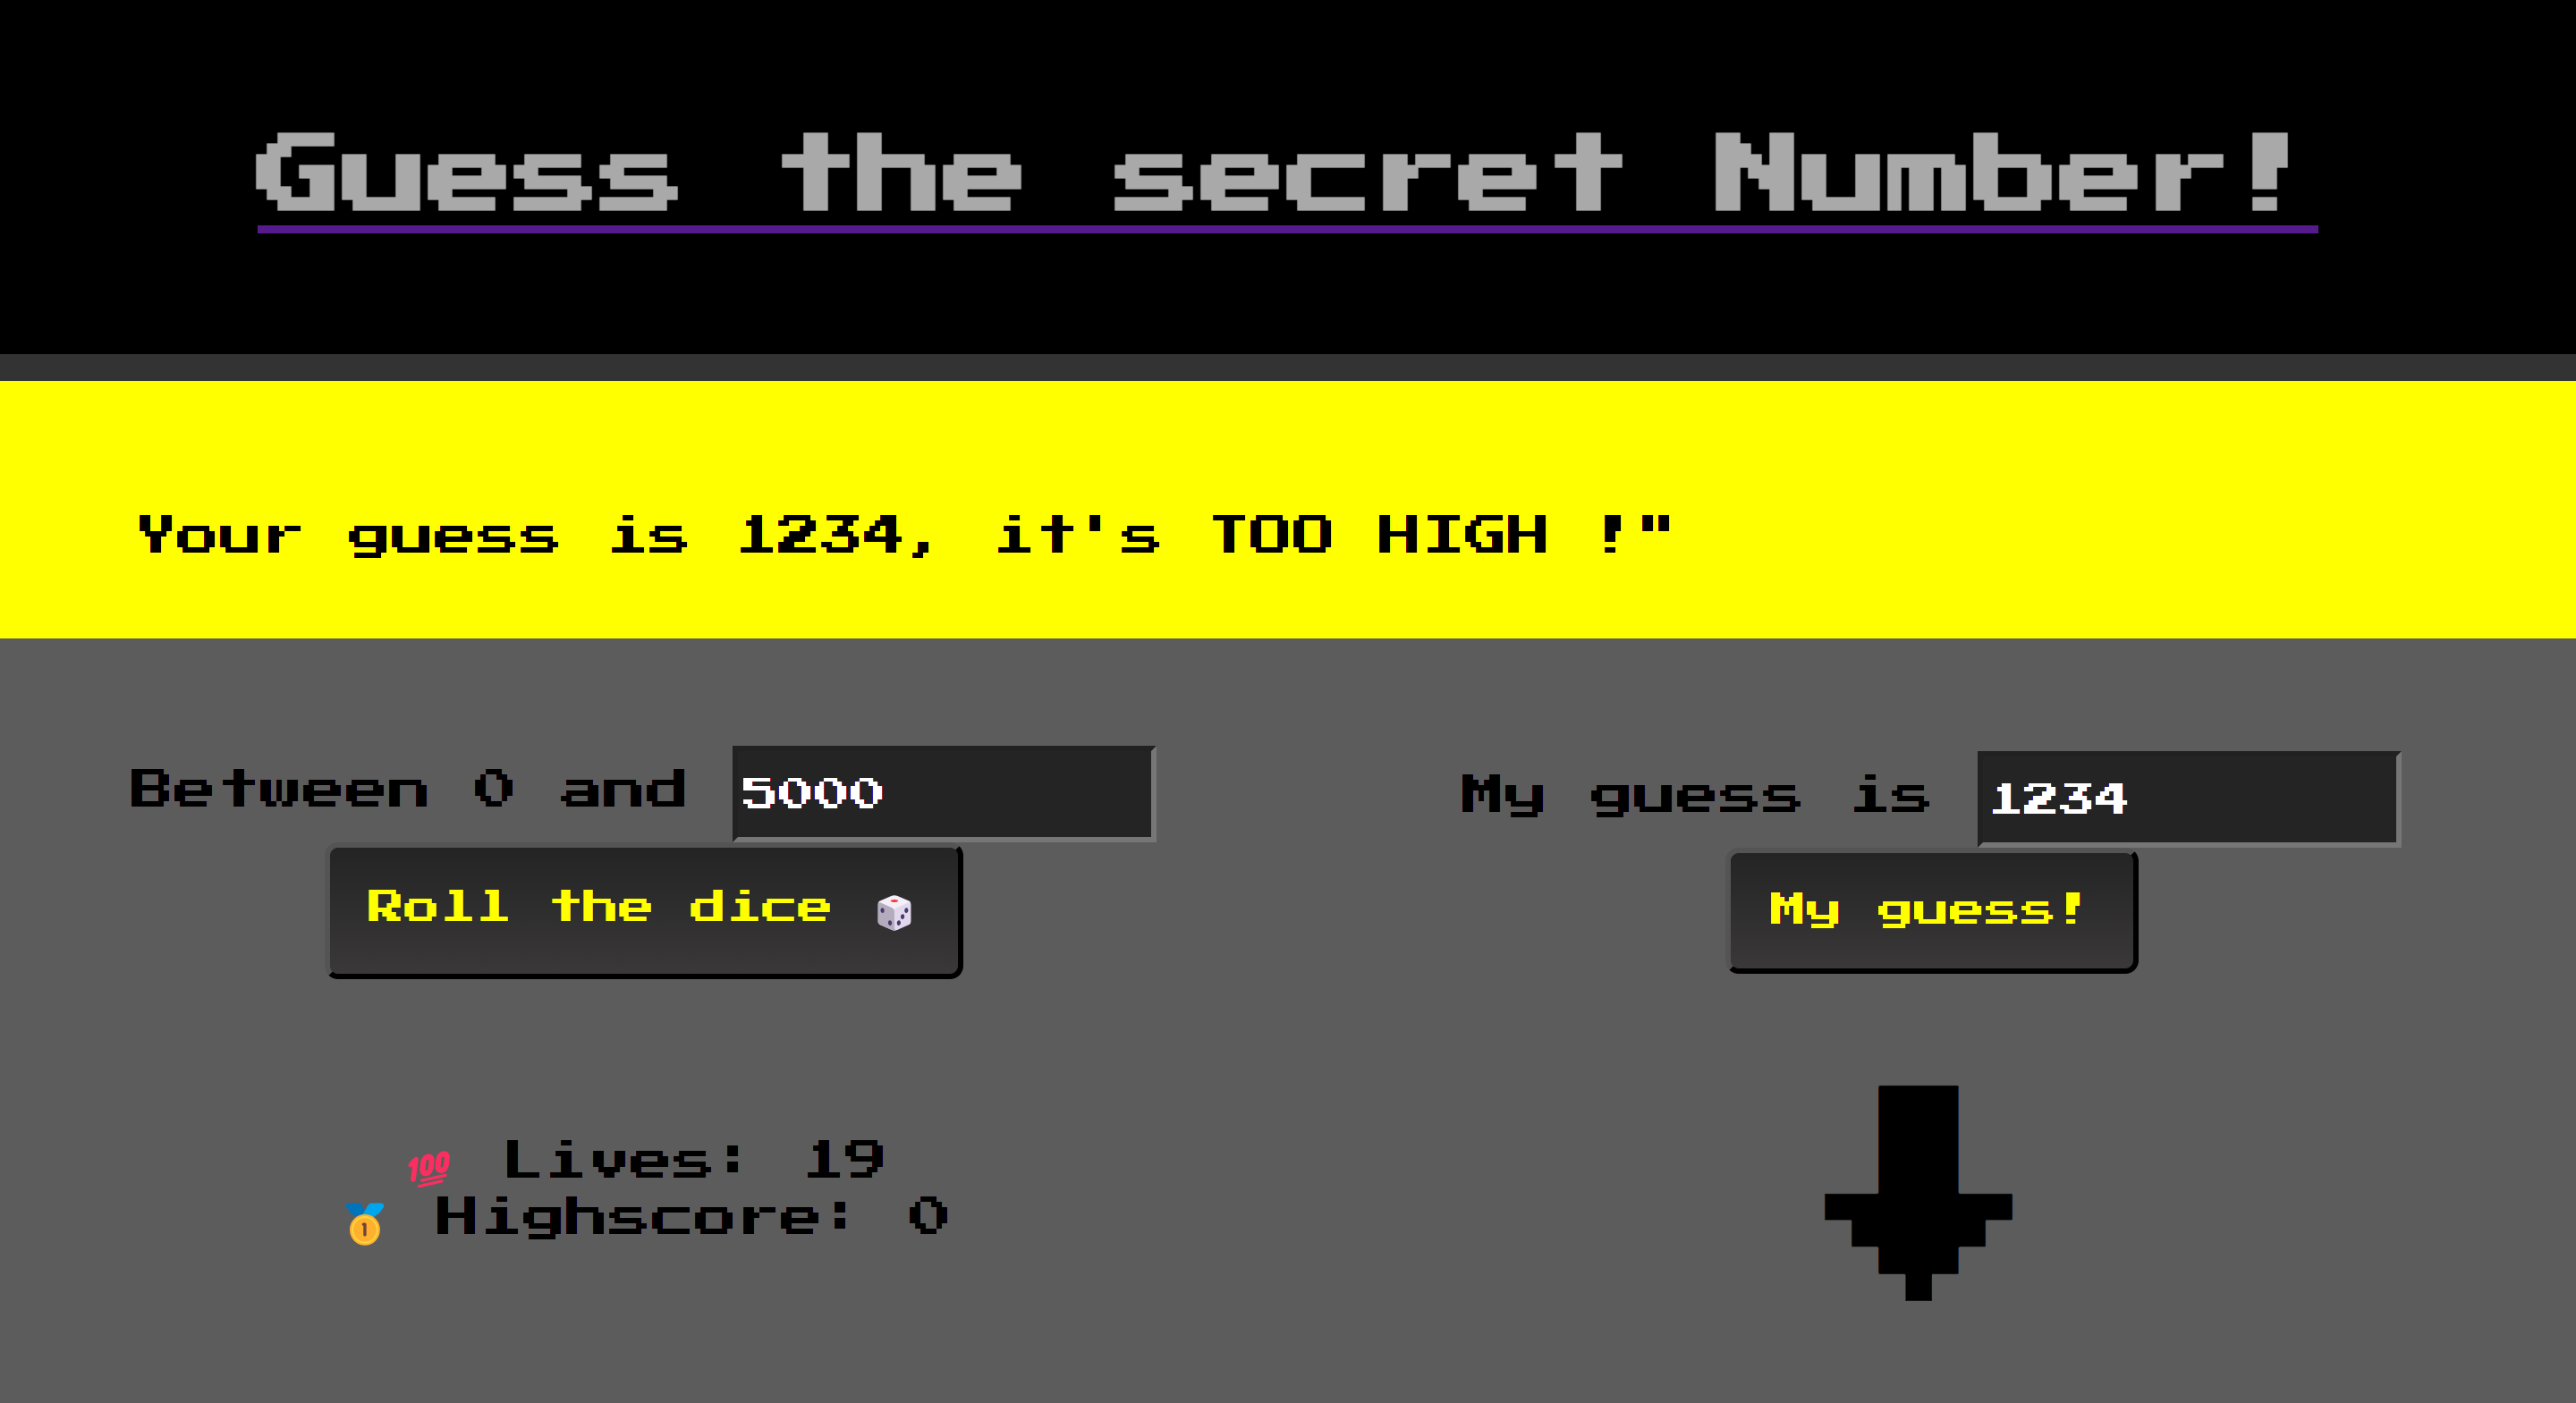 Guess the secret Number!
Your guess is 1234, it's TOO HIGH !"
Between 0 and 5000
Roll the dice 🎲
My guess is 1234
My guess!
💯 Lives: 19
🥇 Highscore: 0